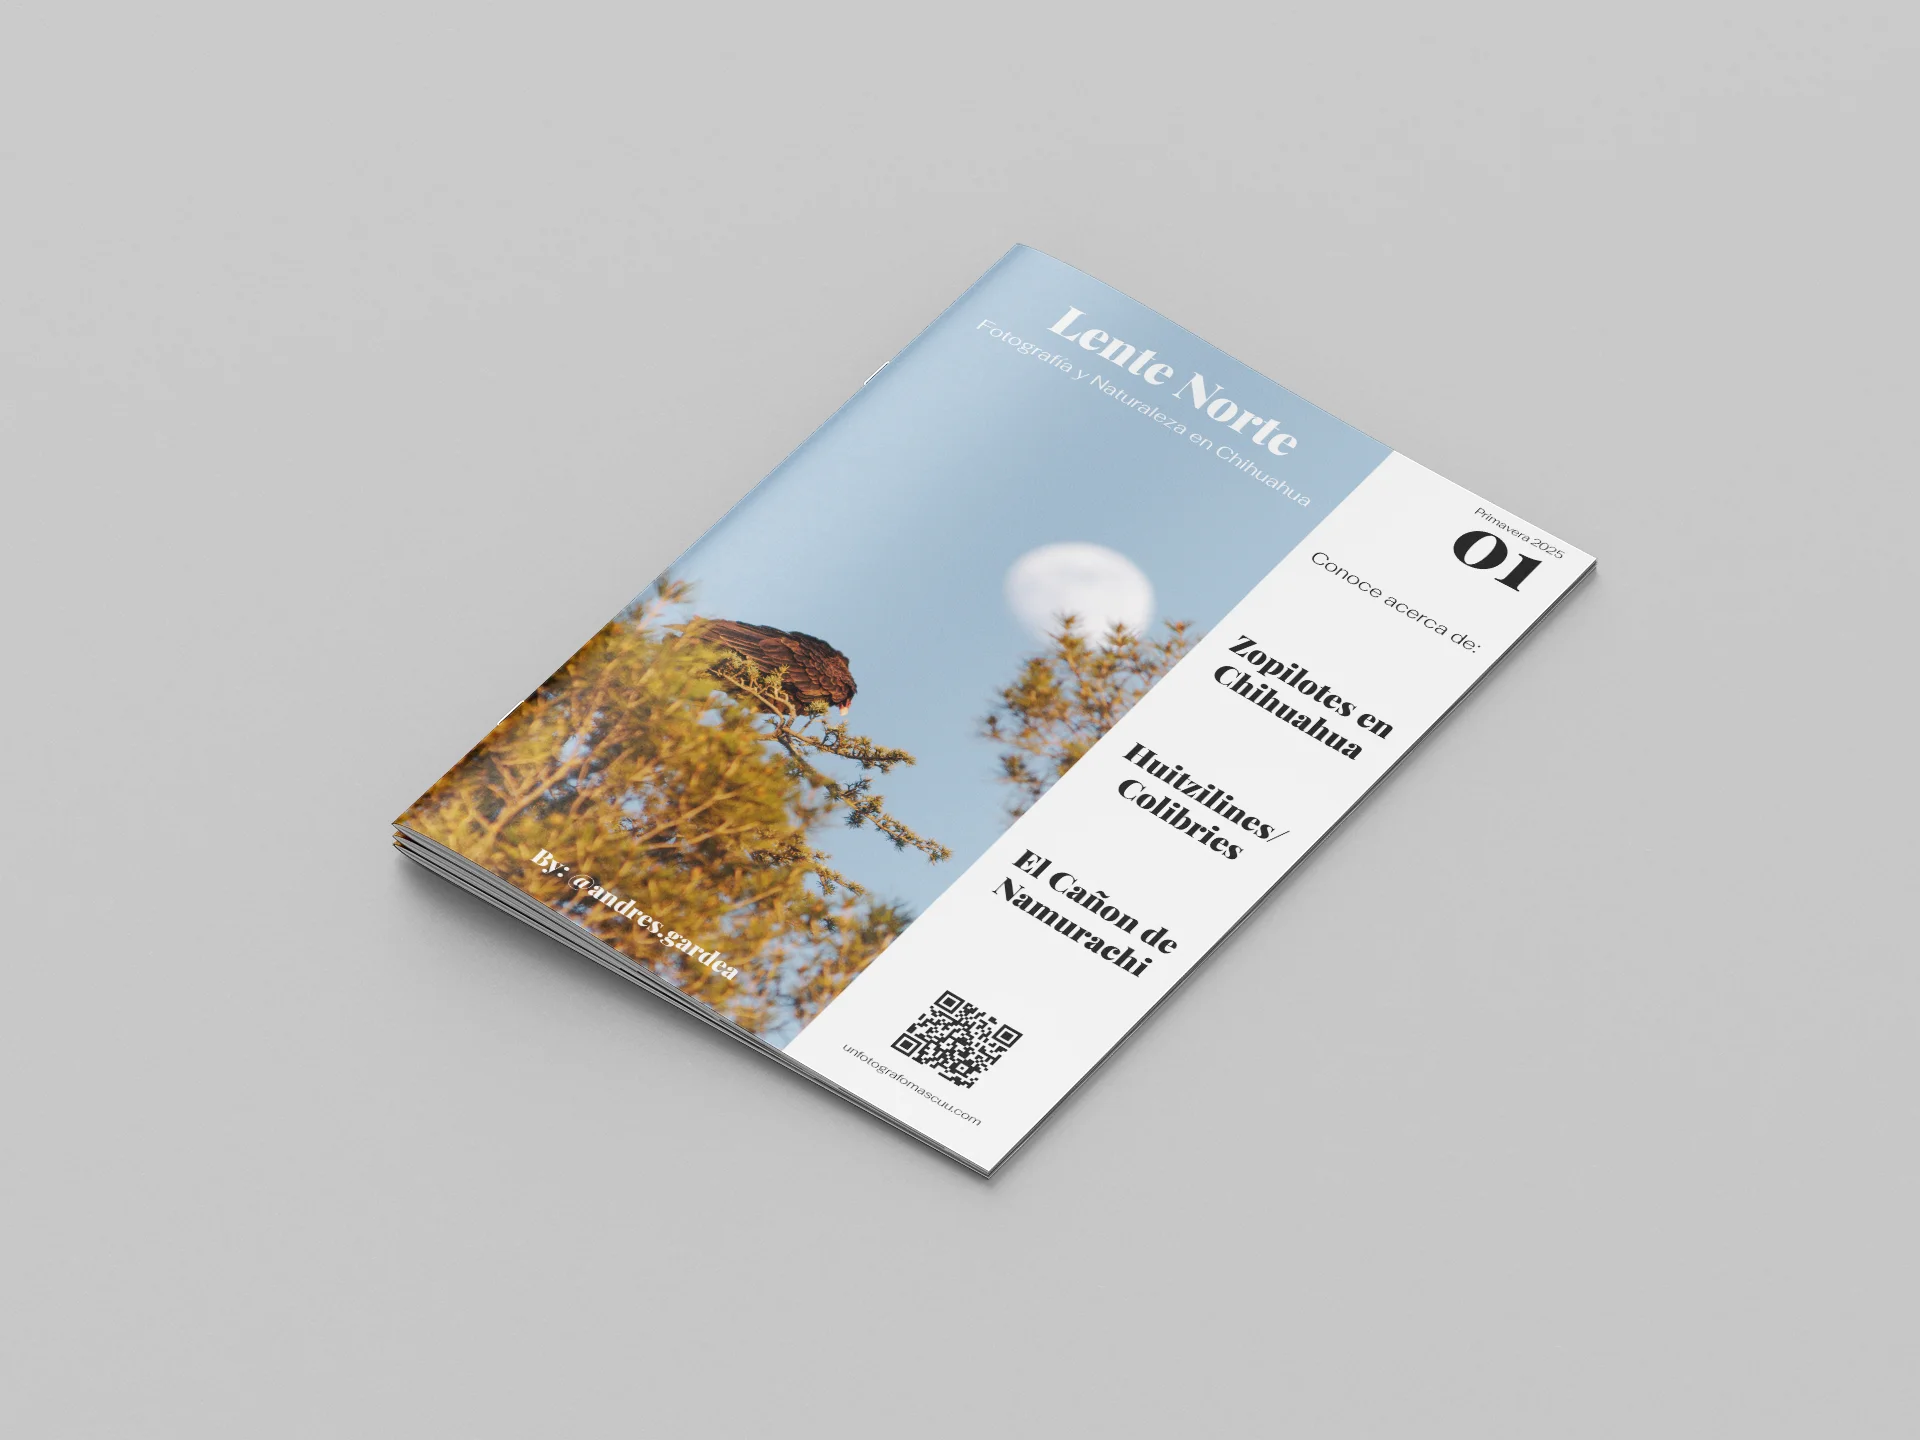 Lente Norte
Fotografía y Naturaleza en Chihuahua
Primavera 2025
01
Conoce acerca de:
Zopilotes en
Chihuahua
Huitzilines/
Colibries
El Cañon de
Namurachi
unfotografomascuu.com
By: @andres.gardea